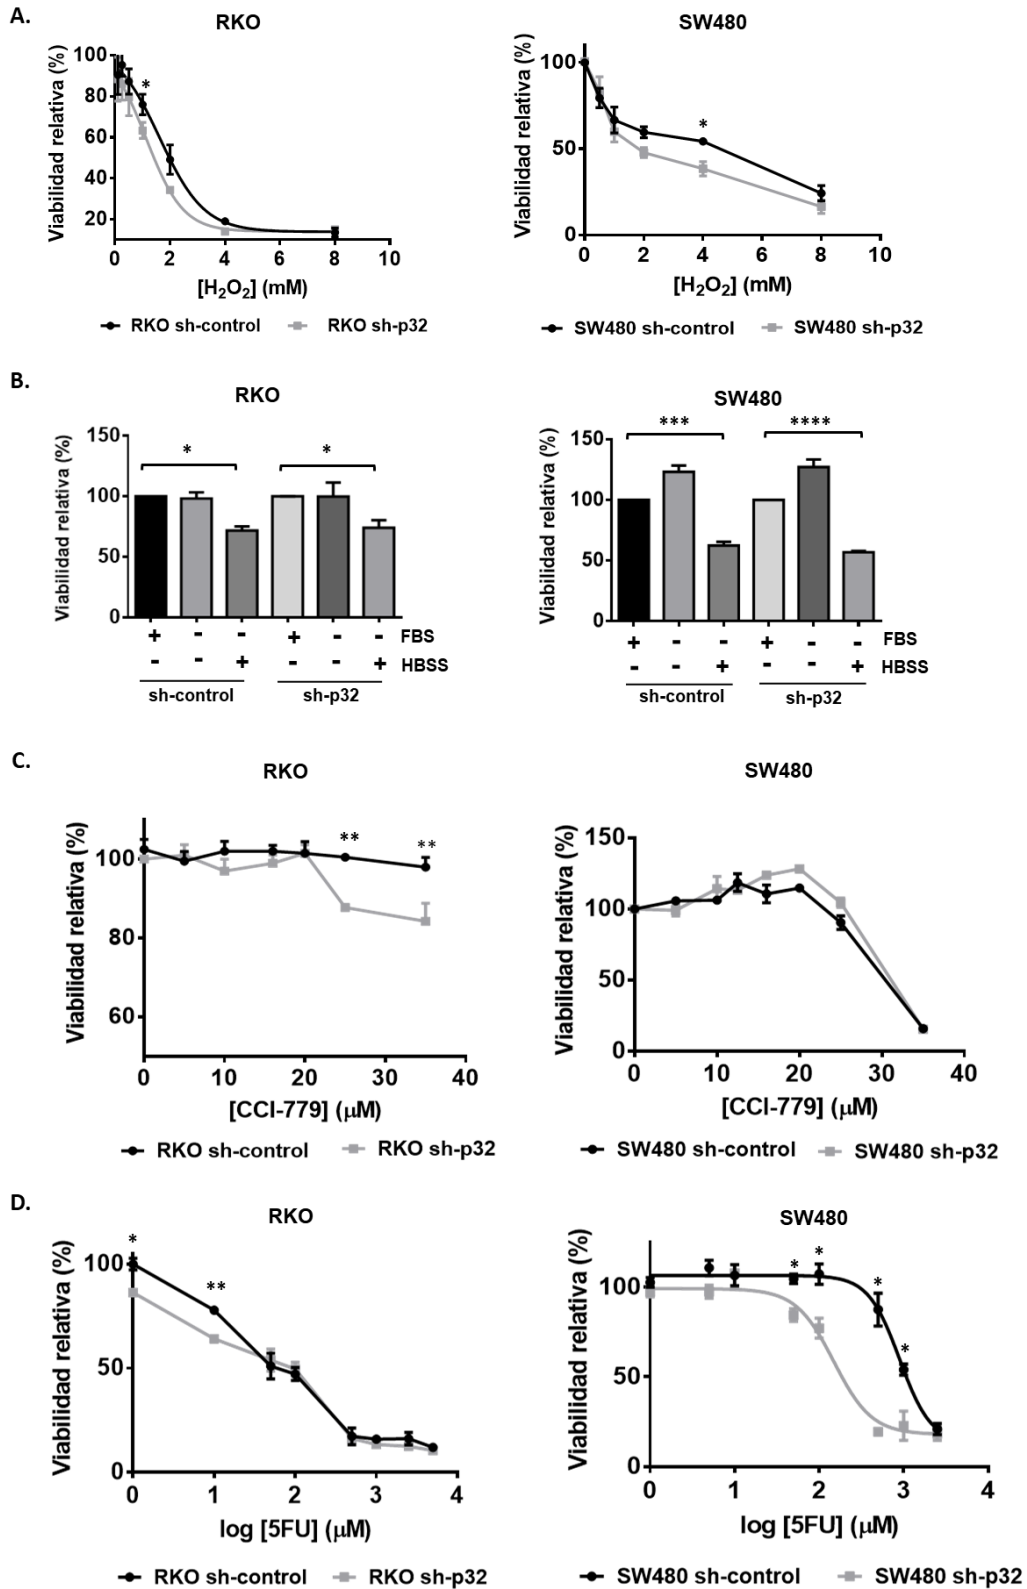 A.
RKO
SW480
Viabilidad relativa (%)
100
80
60
40
20
*
0 2 4 6 8 10
[H₂O₂] (mM)
RKO sh-control RKO sh-p32
Viabilidad relativa (%)
100
50
0
*
0 2 4 6 8 10
[H₂O₂] (mM)
SW480 sh-control SW480 sh-p32
B.
RKO
SW480
Viabilidad relativa (%)
150
100
50
0
* *
+ - - + - - FBS
- - + - - + HBSS
sh-control sh-p32
Viabilidad relativa (%)
150
100
50
0
*** ****
+ - - + - - FBS
- - + - - + HBSS
sh-control sh-p32
C.
RKO
SW480
Viabilidad relativa (%)
100
80
60
** **
0 10 20 30 40
[CCI-779] (μM)
RKO sh-control RKO sh-p32
Viabilidad relativa (%)
150
100
50
0
0 10 20 30 40
[CCI-779] (μM)
SW480 sh-control SW480 sh-p32
D.
RKO
SW480
Viabilidad relativa (%)
100
50
0
* **
0 1 2 3 4
log [5FU] (μM)
RKO sh-control RKO sh-p32
Viabilidad relativa (%)
100
50
0
* * * *
0 1 2 3 4
log [5FU] (μM)
SW480 sh-control SW480 sh-p32